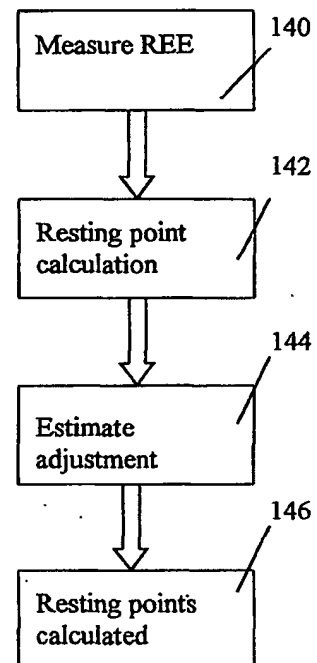 140
Measure REE
142
Resting point
calculation
144
Estimate
adjustment
146
Resting points
calculated